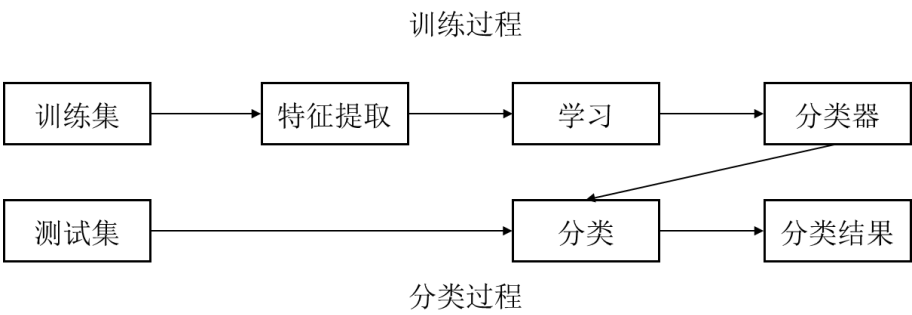 训练过程
训练集
特征提取
学习
分类器
测试集
分类
分类结果
分类过程